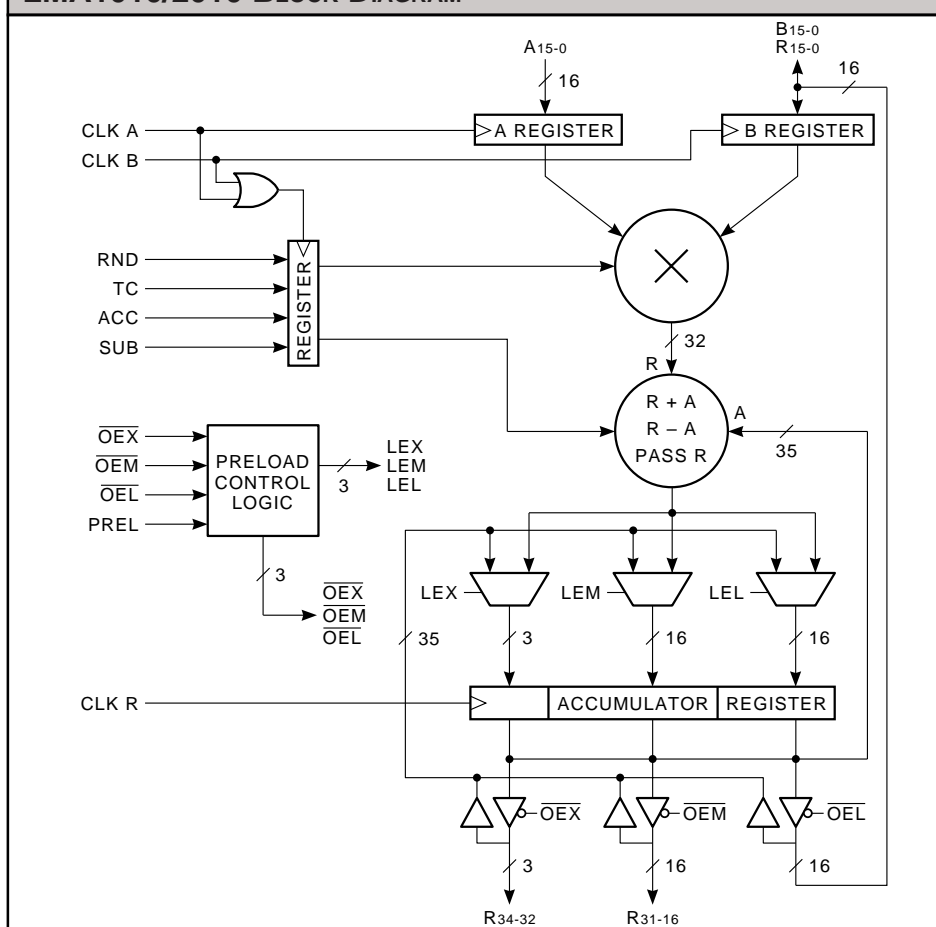 A15-0
B15-0
R15-0
16
16
CLK A
A REGISTER
B REGISTER
CLK B
RND
TC
ACC
SUB
REGISTER
32
R
R + A
R – A
PASS R
A
35
OEX
OEM
OEL
PREL
PRELOAD
CONTROL
LOGIC
3
LEX
LEM
LEL
3
OEX
OEM
OEL
LEX
LEM
LEL
35
3
16
16
CLK R
ACCUMULATOR
REGISTER
OEX
OEM
OEL
3
16
16
R34-32
R31-16